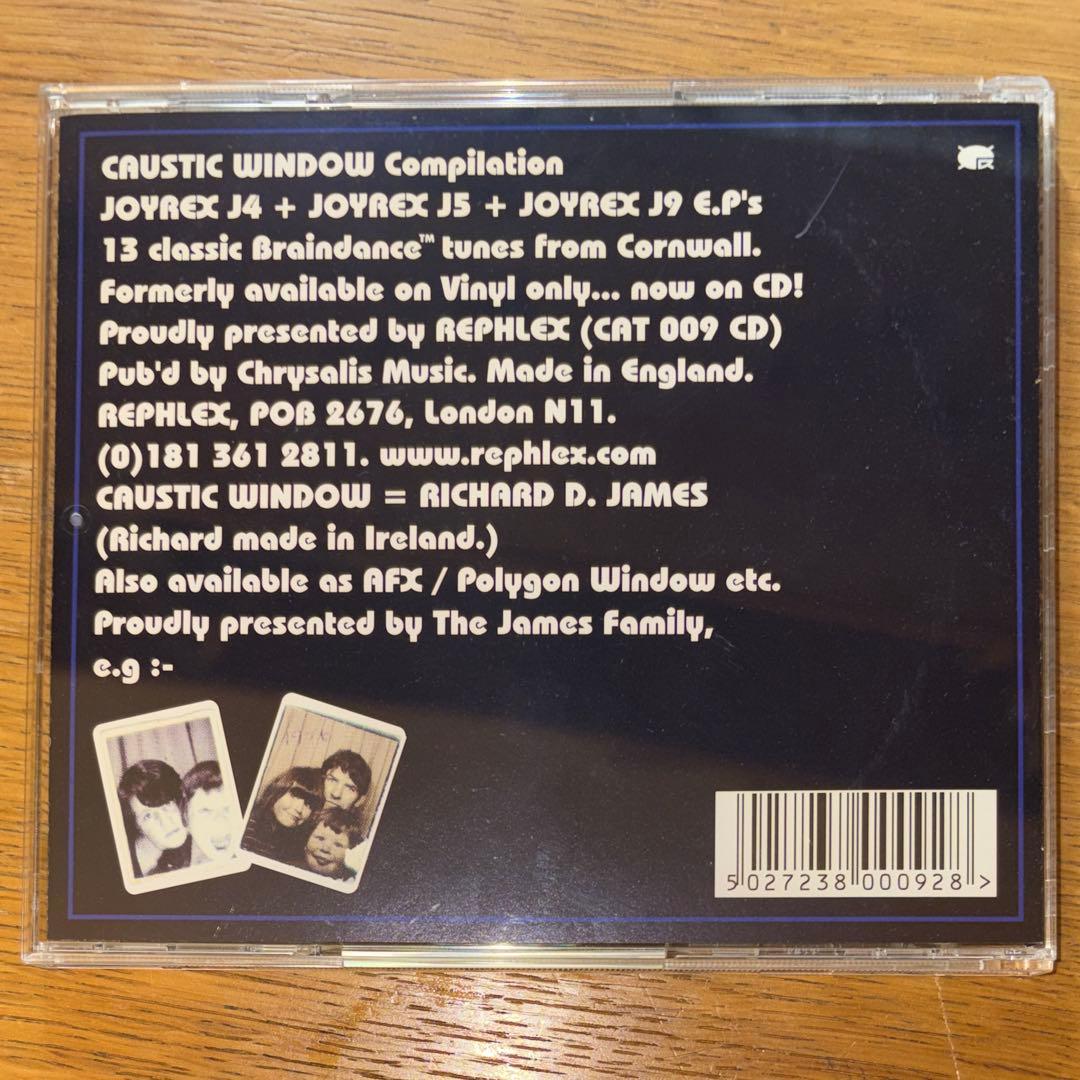 CAUSTIC WINDOW Compilation
JOYREX J4 + JOYREX J5 + JOYREX J9 E.P's
13 classic Braindance™ tunes from Cornwall.
Formerly available on Vinyl only... now on CD!
Proudly presented by REPHLEX (CAT 009 CD)
Pub'd by Chrysalis Music. Made in England.
REPHLEX, POB 2676, London N11.
(0)181 361 2811. www.rephlex.com
CAUSTIC WINDOW = RICHARD D. JAMES
(Richard made in Ireland.)
Also available as AFX / Polygon Window etc.
Proudly presented by The James Family,
e.g :-
5 027238 000928 >